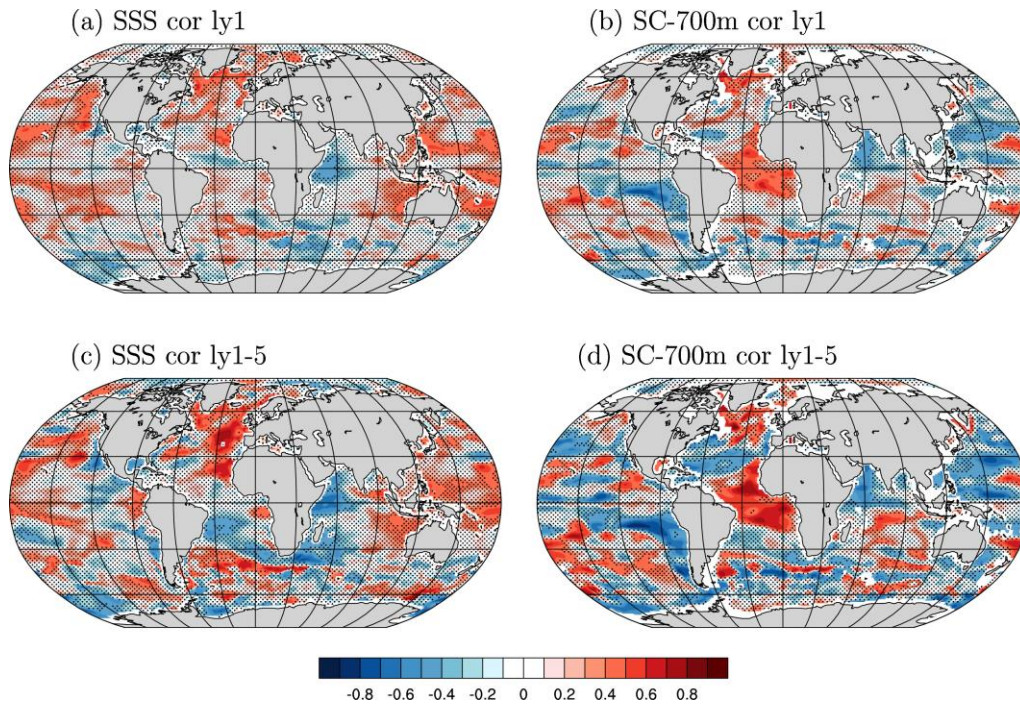 (a) SSS cor ly1
(b) SC-700m cor ly1
(c) SSS cor ly1-5
(d) SC-700m cor ly1-5
-0.8 -0.6 -0.4 -0.2 0 0.2 0.4 0.6 0.8